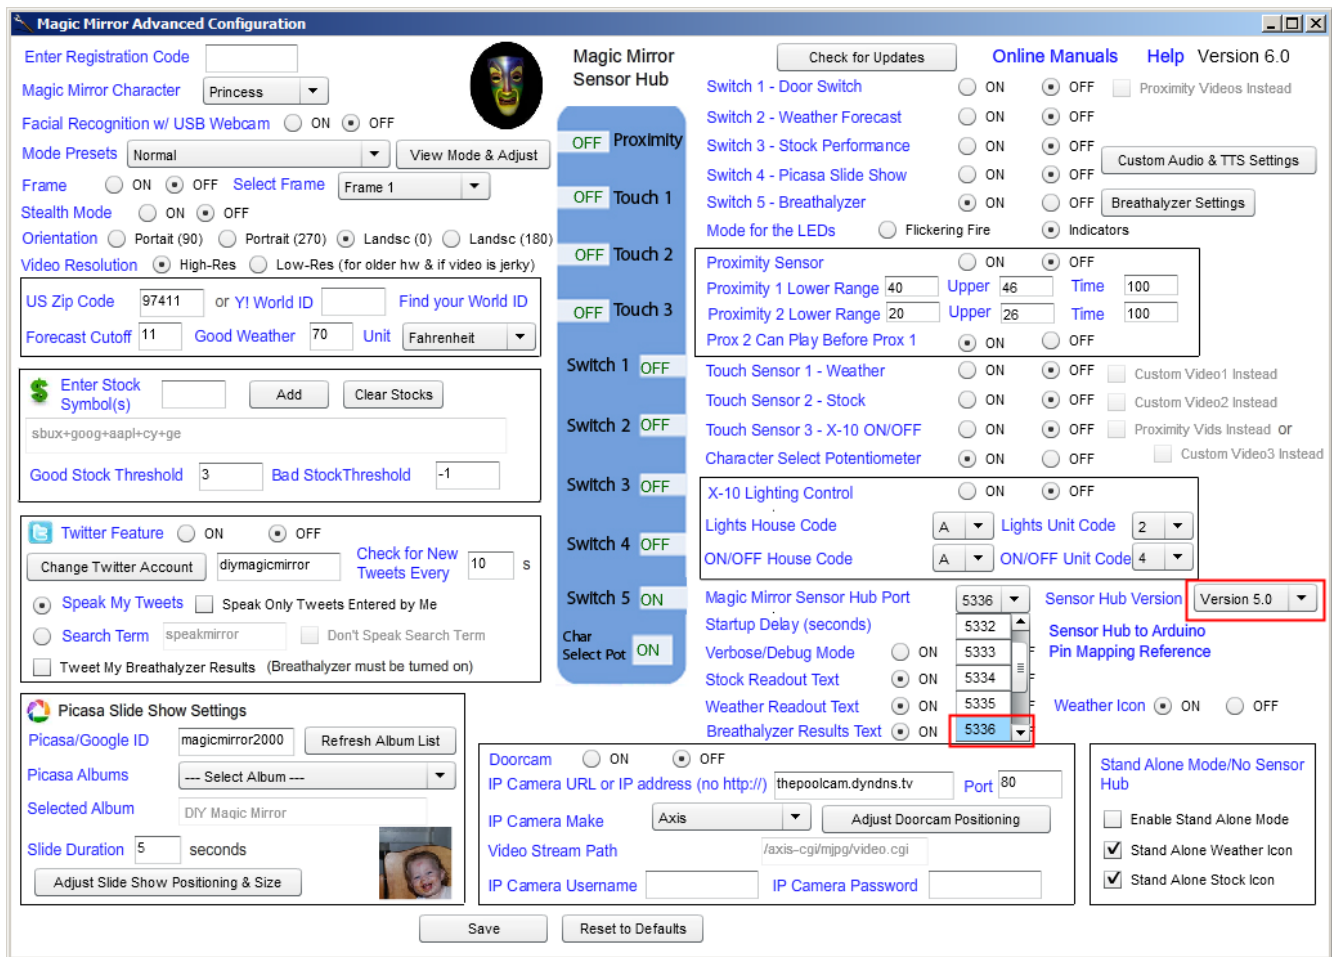 Magic Mirror Advanced Configuration
Enter Registration Code
Magic Mirror Character Princess
Facial Recognition w/ USB Webcam ON OFF
Mode Presets Normal View Mode & Adjust
Frame ON OFF Select Frame Frame 1
Stealth Mode ON OFF
Orientation Portait (90) Portrait (270) Landsc (0) Landsc (180)
Video Resolution High-Res Low-Res (for older hw & if video is jerky)
US Zip Code 97411 or Y! World ID Find your World ID
Forecast Cutoff 11 Good Weather 70 Unit Fahrenheit
Enter Stock
Symbol(s) Add Clear Stocks
sbux+goog+aapl+cy+ge
Good Stock Threshold 3 Bad StockThreshold -1
Twitter Feature ON OFF
Change Twitter Account diymagicmirror Check for New
Tweets Every 10 s
Speak My Tweets Speak Only Tweets Entered by Me
Search Term speakmirror Don't Speak Search Term
Tweet My Breathalyzer Results (Breathalyzer must be turned on)
Picasa Slide Show Settings
Picasa/Google ID magicmirror2000 Refresh Album List
Picasa Albums --- Select Album ---
Selected Album DIY Magic Mirror
Slide Duration 5 seconds
Adjust Slide Show Positioning & Size
Magic Mirror
Sensor Hub
OFF Proximity
OFF Touch 1
OFF Touch 2
OFF Touch 3
Switch 1 OFF
Switch 2 OFF
Switch 3 OFF
Switch 4 OFF
Switch 5 ON
Char
Select Pot ON
Check for Updates Online Manuals Help Version 6.0
Switch 1 - Door Switch ON OFF Proximity Videos Instead
Switch 2 - Weather Forecast ON OFF
Switch 3 - Stock Performance ON OFF
Custom Audio & TTS Settings
Switch 4 - Picasa Slide Show ON OFF
Switch 5 - Breathalyzer ON OFF Breathalyzer Settings
Mode for the LEDs Flickering Fire Indicators
Proximity Sensor ON OFF
Proximity 1 Lower Range 40 Upper 46 Time 100
Proximity 2 Lower Range 20 Upper 26 Time 100
Prox 2 Can Play Before Prox 1 ON OFF
Touch Sensor 1 - Weather ON OFF Custom Video1 Instead
Touch Sensor 2 - Stock ON OFF Custom Video2 Instead
Touch Sensor 3 - X-10 ON/OFF ON OFF Proximity Vids Instead or
Character Select Potentiometer ON OFF Custom Video3 Instead
X-10 Lighting Control ON OFF
Lights House Code A Lights Unit Code 2
ON/OFF House Code A ON/OFF Unit Code 4
Magic Mirror Sensor Hub Port 5336 Sensor Hub Version Version 5.0
Startup Delay (seconds) 5332 Sensor Hub to Arduino
Verbose/Debug Mode ON 5333 Pin Mapping Reference
Stock Readout Text ON 5334
Weather Readout Text ON 5335 Weather Icon ON OFF
Breathalyzer Results Text ON 5336
Doorcam ON OFF
IP Camera URL or IP address (no http://) thepoolcam.dyndns.tv Port 80
IP Camera Make Axis Adjust Doorcam Positioning
Video Stream Path /axis-cgi/mjpg/video.cgi
IP Camera Username IP Camera Password
Stand Alone Mode/No Sensor
Hub
Enable Stand Alone Mode
Stand Alone Weather Icon
Stand Alone Stock Icon
Save Reset to Defaults